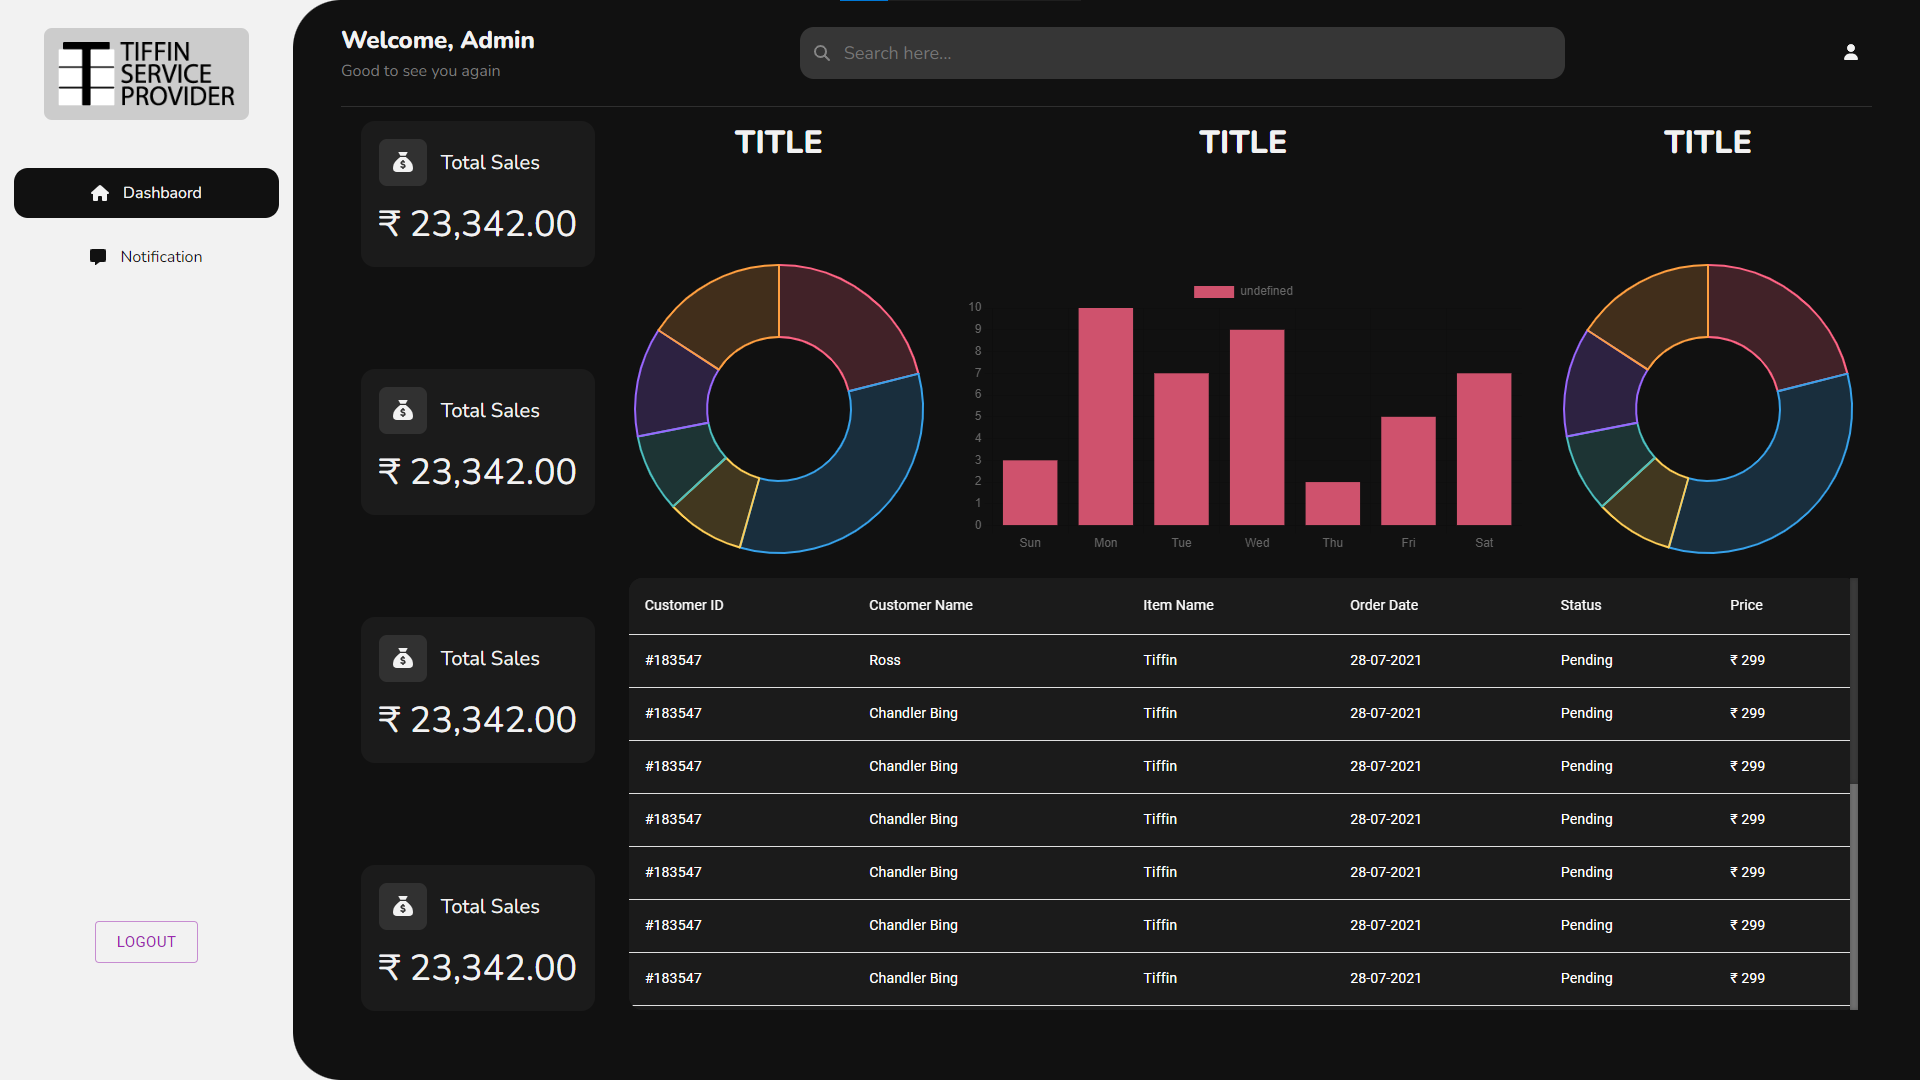 TIFFIN
SERVICE
PROVIDER
Dashbaord
Notification
LOGOUT
Welcome, Admin
Good to see you again
Search here...
Total Sales
₹ 23,342.00
Total Sales
₹ 23,342.00
Total Sales
₹ 23,342.00
Total Sales
₹ 23,342.00
TITLE
TITLE
undefined
10
9
8
7
6
5
4
3
2
1
0
Sun Mon Tue Wed Thu Fri Sat
TITLE
Customer ID Customer Name Item Name Order Date Status Price
#183547 Ross Tiffin 28-07-2021 Pending ₹ 299
#183547 Chandler Bing Tiffin 28-07-2021 Pending ₹ 299
#183547 Chandler Bing Tiffin 28-07-2021 Pending ₹ 299
#183547 Chandler Bing Tiffin 28-07-2021 Pending ₹ 299
#183547 Chandler Bing Tiffin 28-07-2021 Pending ₹ 299
#183547 Chandler Bing Tiffin 28-07-2021 Pending ₹ 299
#183547 Chandler Bing Tiffin 28-07-2021 Pending ₹ 299